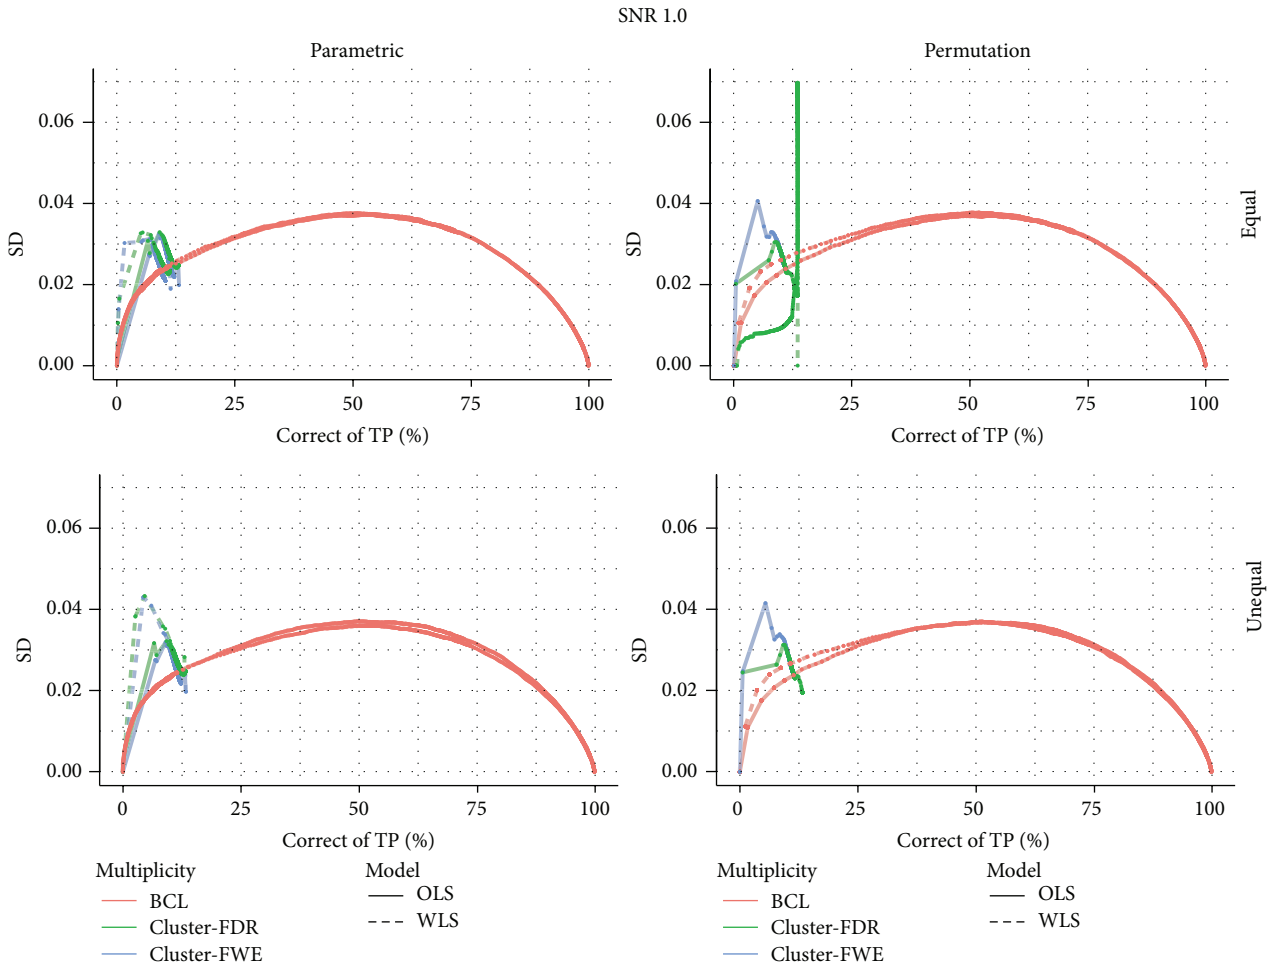 SNR 1.0
Parametric
Permutation
0.06
0.04
0.02
0.00
SD
0 25 50 75 100
Correct of TP (%)
0.06
0.04
0.02
0.00
SD
0 25 50 75 100
Correct of TP (%)
Equal
0.06
0.04
0.02
0.00
SD
0 25 50 75 100
Correct of TP (%)
0.06
0.04
0.02
0.00
SD
0 25 50 75 100
Correct of TP (%)
Unequal
Multiplicity
BCL
Cluster-FDR
Cluster-FWE
Model
OLS
WLS
Multiplicity
BCL
Cluster-FDR
Cluster-FWE
Model
OLS
WLS